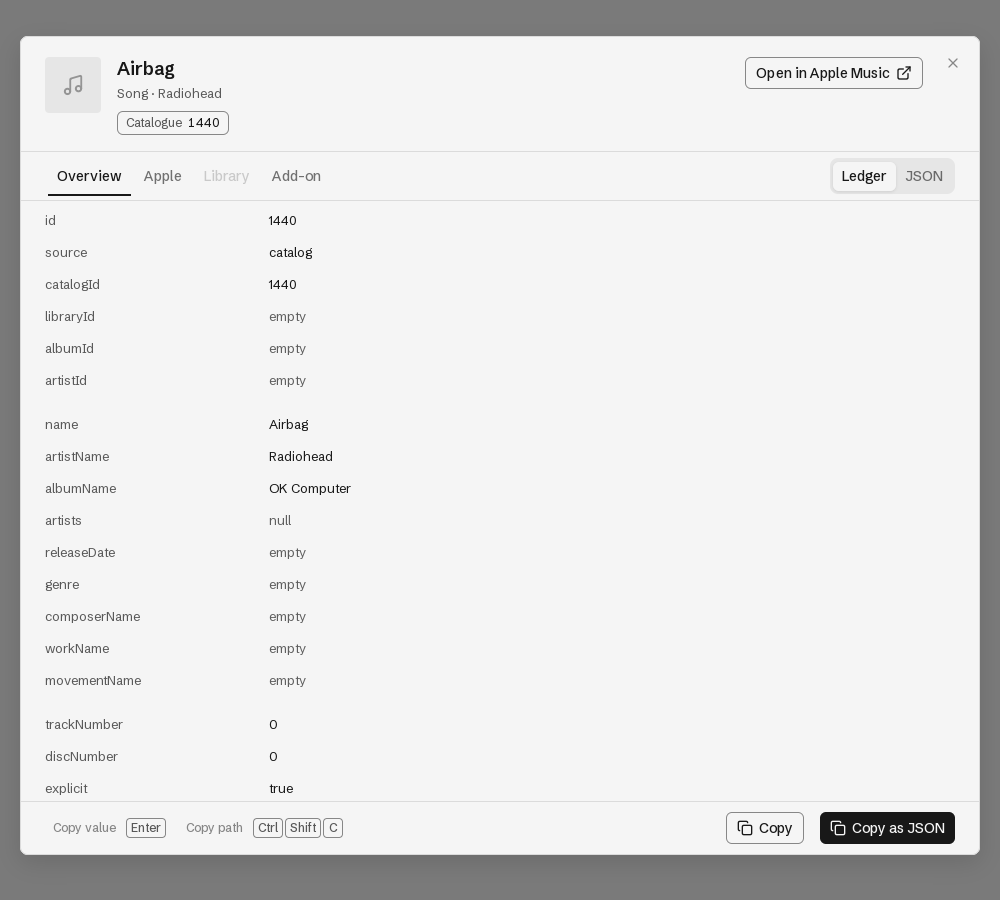 Airbag
Song · Radiohead
Catalogue 1440
Open in Apple Music
Overview Apple Library Add-on
Ledger JSON
id 1440
source catalog
catalogId 1440
libraryId empty
albumId empty
artistId empty
name Airbag
artistName Radiohead
albumName OK Computer
artists null
releaseDate empty
genre empty
composerName empty
workName empty
movementName empty
trackNumber 0
discNumber 0
explicit true
Copy value Enter Copy path Ctrl Shift C
Copy Copy as JSON